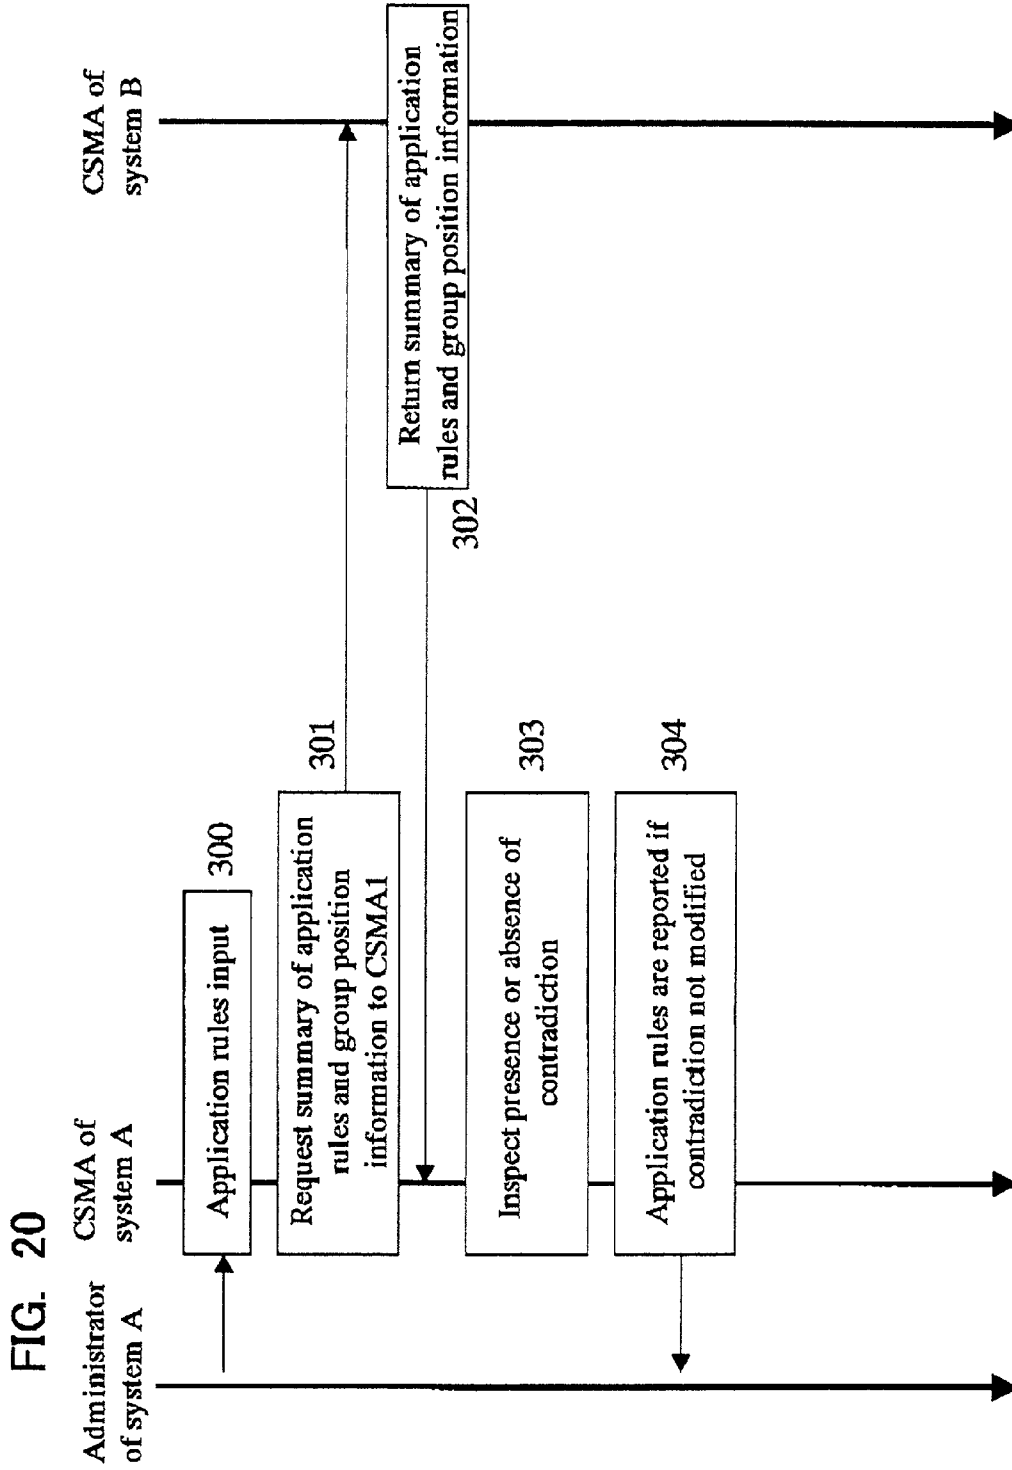 FIG. 20
Administrator
of system A
CSMA of
system A
CSMA of
system B
Application rules input
300
Request summary of application
rules and group position
information to CSMA1
301
Return summary of application
rules and group position information
302
Inspect presence or absence of
contradiction
303
Application rules are reported if
contradiction not modified
304